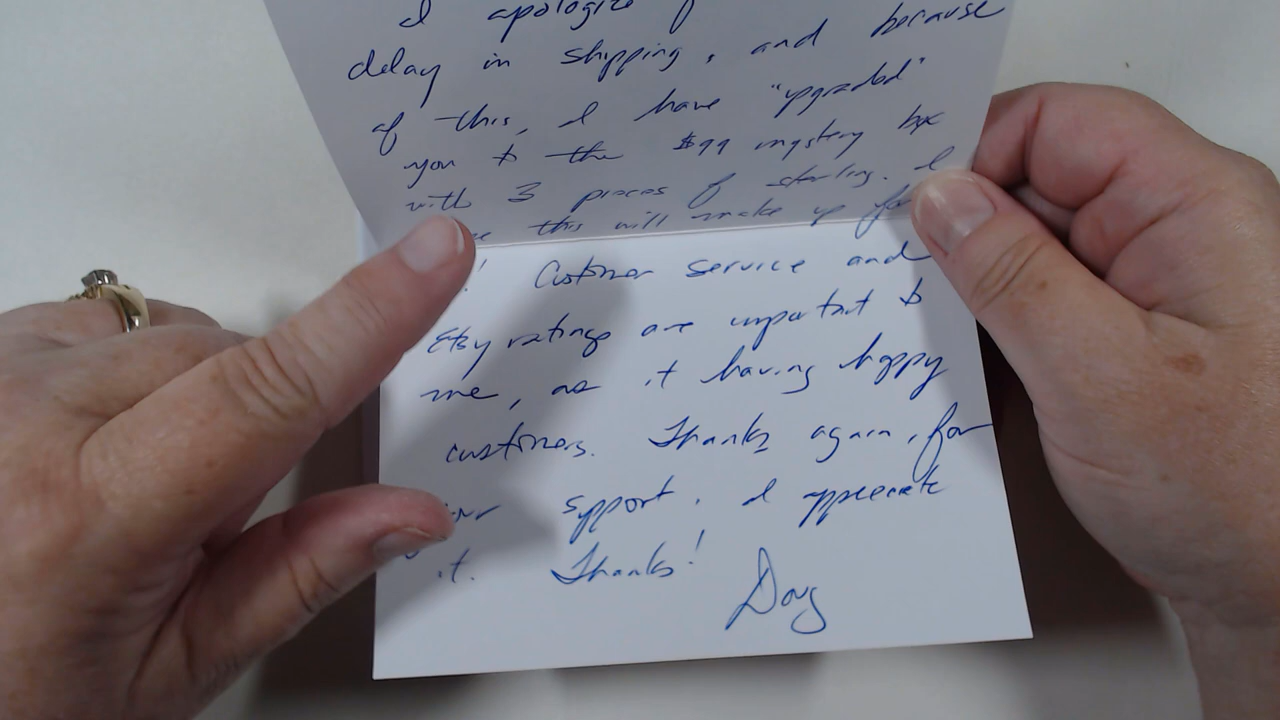 I apologize f
delay in shipping, and because
of this, I have "upgraded"
you to the $99 mystery box
with 3 pieces of sterling. I
this will make up for
! Customer service and
Etsy ratings are important to
me, as it having happy
customers. Thanks again, for
support. I appreciate
it. Thanks!
Doug